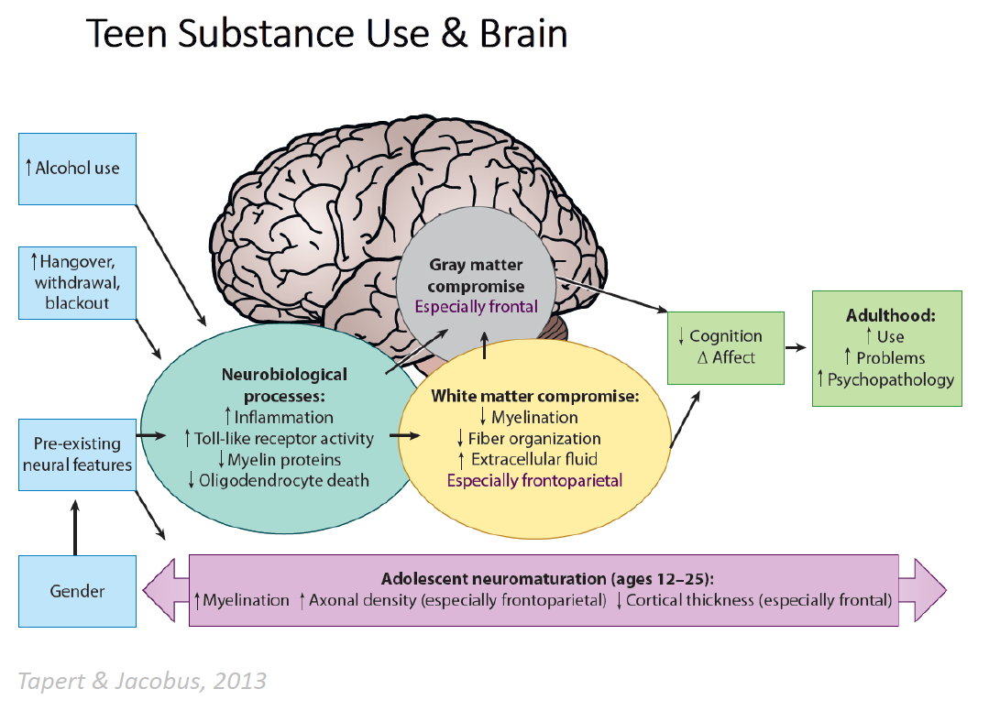 Teen Substance Use & Brain
↑ Alcohol use
↑ Hangover,
withdrawal,
blackout
Pre-existing
neural features
Gender
Gray matter
compromise
Especially frontal
Neurobiological
processes:
↑ Inflammation
↑ Toll-like receptor activity
↓ Myelin proteins
↓ Oligodendrocyte death
White matter compromise:
↓ Myelination
↓ Fiber organization
↑ Extracellular fluid
Especially frontoparietal
↓ Cognition
Δ Affect
Adulthood:
↑ Use
↑ Problems
↑ Psychopathology
Adolescent neuromaturation (ages 12–25):
↑ Myelination ↑ Axonal density (especially frontoparietal) ↓ Cortical thickness (especially frontal)
Tapert & Jacobus, 2013